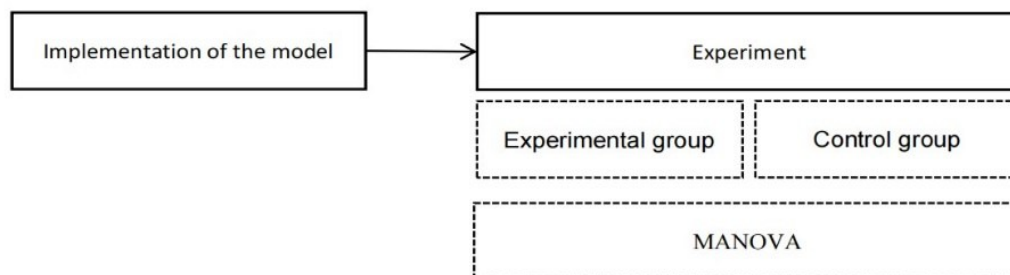 Implementation of the model
Experiment
Experimental group
Control group
MANOVA